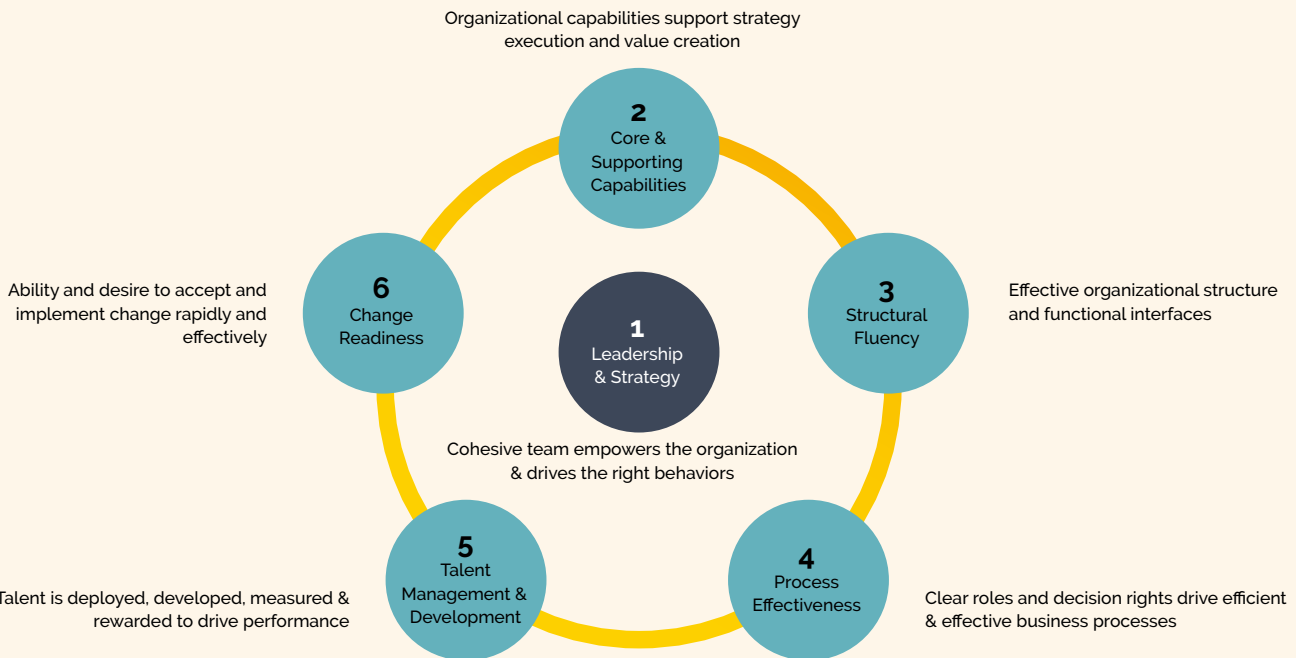 Organizational capabilities support strategy
execution and value creation
2
Core &
Supporting
Capabilities
6
Change
Readiness
Ability and desire to accept and
implement change rapidly and
effectively
1
Leadership
& Strategy
Cohesive team empowers the organization
& drives the right behaviors
3
Structural
Fluency
Effective organizational structure
and functional interfaces
5
Talent
Management &
Development
Talent is deployed, developed, measured &
rewarded to drive performance
4
Process
Effectiveness
Clear roles and decision rights drive efficient
& effective business processes